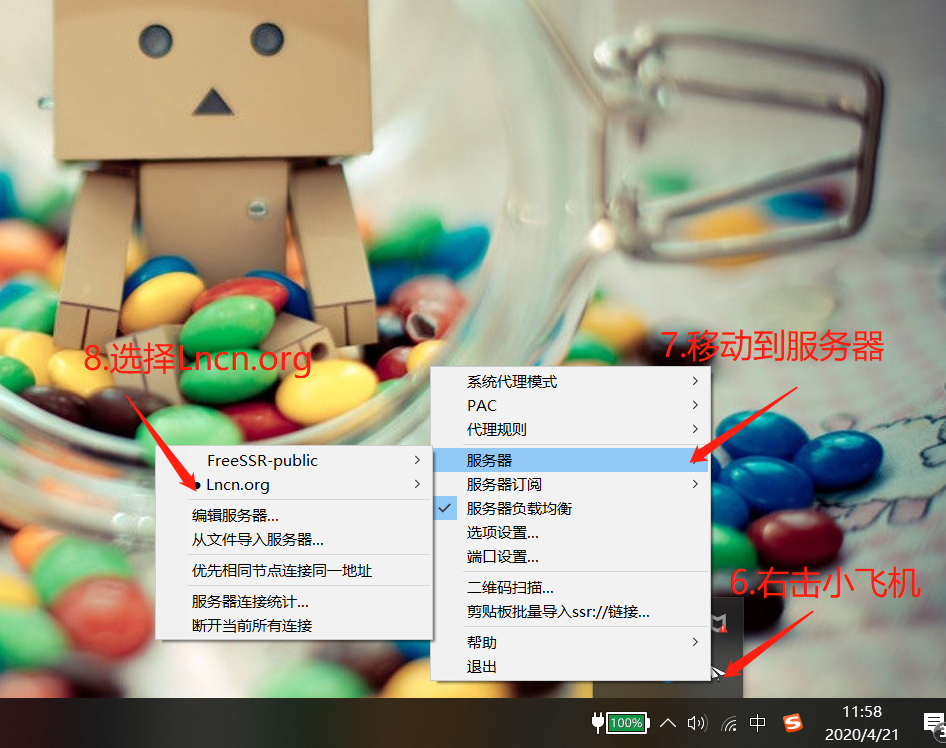 7.移动到服务器
8.选择Lncn.org
系统代理模式
PAC
代理规则
服务器
服务器订阅
服务器负载均衡
选项设置...
端口设置...
二维码扫描...
剪贴板批量导入ssr://链接...
帮助
退出
FreeSSR-public
Lncn.org
编辑服务器...
从文件导入服务器...
优先相同节点连接同一地址
服务器连接统计...
断开当前所有连接
6.右击小飞机
100%
中
S
11:58
2020/4/21